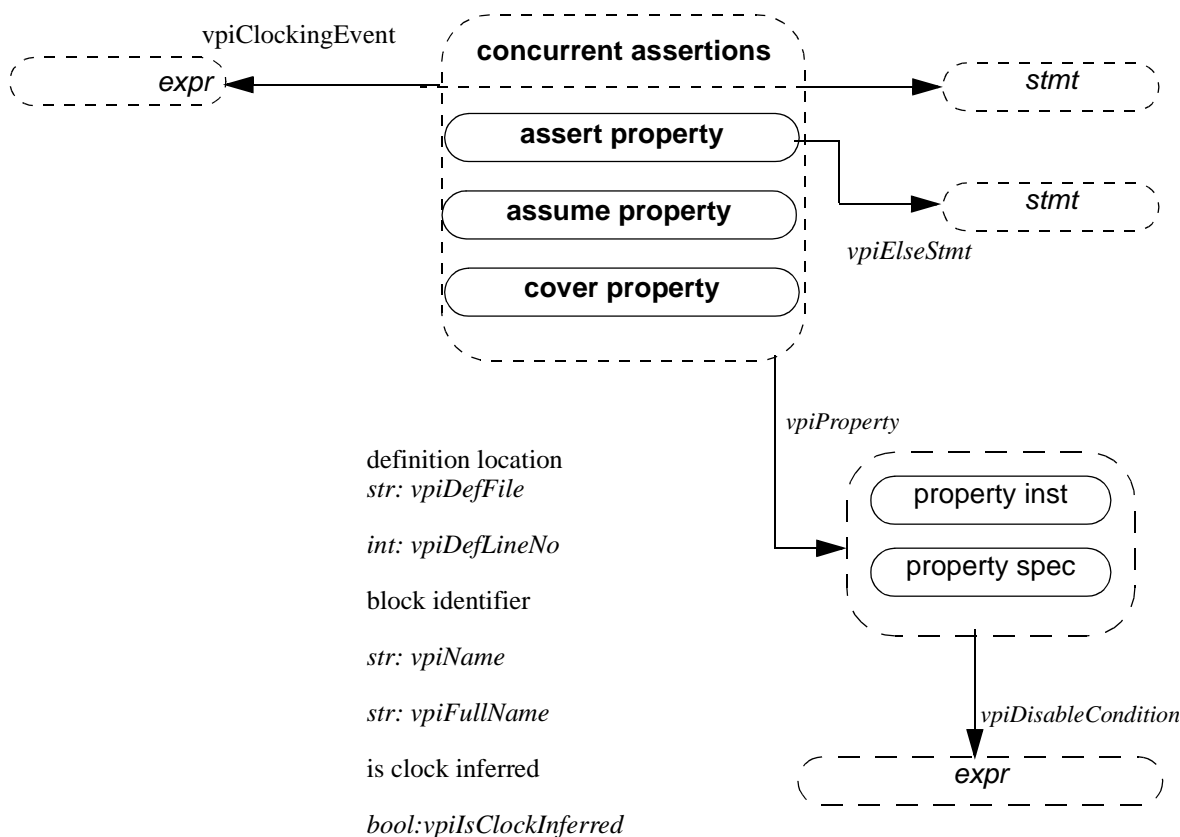 vpiClockingEvent
concurrent assertions
expr
stmt
assert property
assume property
stmt
vpiElseStmt
cover property
vpiProperty
definition location
str: vpiDefFile
int: vpiDefLineNo
block identifier
str: vpiName
str: vpiFullName
is clock inferred
bool:vpiIsClockInferred
property inst
property spec
vpiDisableCondition
expr